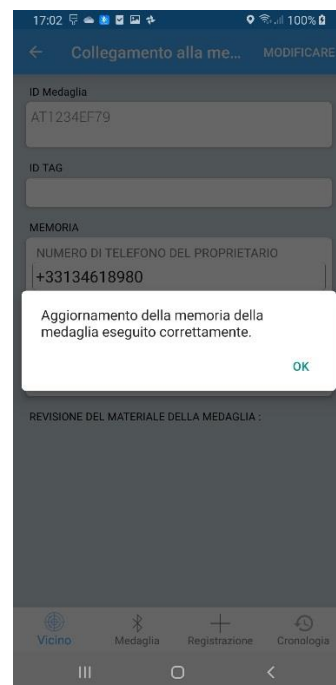 17:02 100%
Collegamento alla me... MODIFICARE
ID Medaglia
AT1234EF79
ID TAG
MEMORIA
NUMERO DI TELEFONO DEL PROPRIETARIO
+33134618980
Aggiornamento della memoria della
medaglia eseguito correttamente.
OK
REVISIONE DEL MATERIALE DELLA MEDAGLIA :
Vicino Medaglia Registrazione Cronologia